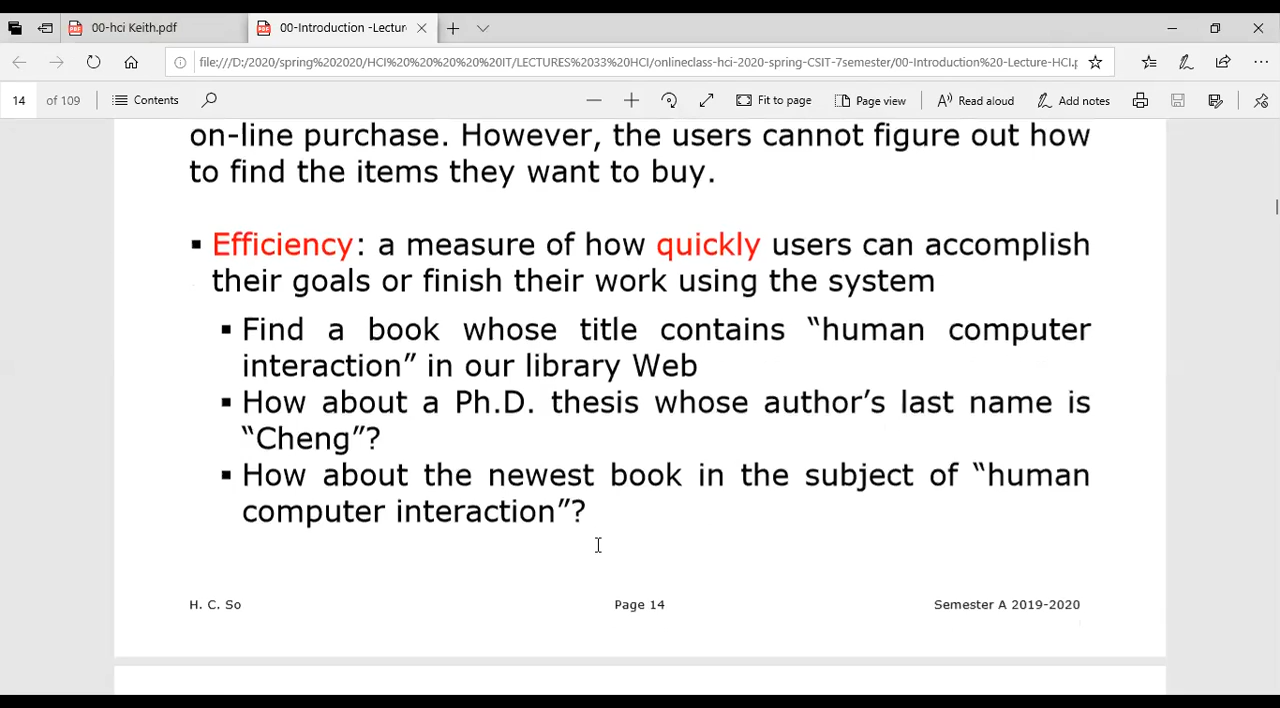 00-hci Keith.pdf
00-Introduction -Lectur
file:///D:/2020/spring%202020/HCI%20%20%20%20%20IT/LECTURES%2033%20HCI/onlineclass-hci-2020-spring-CSIT-7semester/00-Introduction%20-Lecture-HCI.p
14 of 109 Contents Fit to page Page view Read aloud Add notes
on-line purchase. However, the users cannot figure out how
to find the items they want to buy.
▪ Efficiency: a measure of how quickly users can accomplish
their goals or finish their work using the system
▪ Find a book whose title contains “human computer
interaction” in our library Web
▪ How about a Ph.D. thesis whose author’s last name is
“Cheng”?
▪ How about the newest book in the subject of “human
computer interaction”?
H. C. So Page 14 Semester A 2019-2020